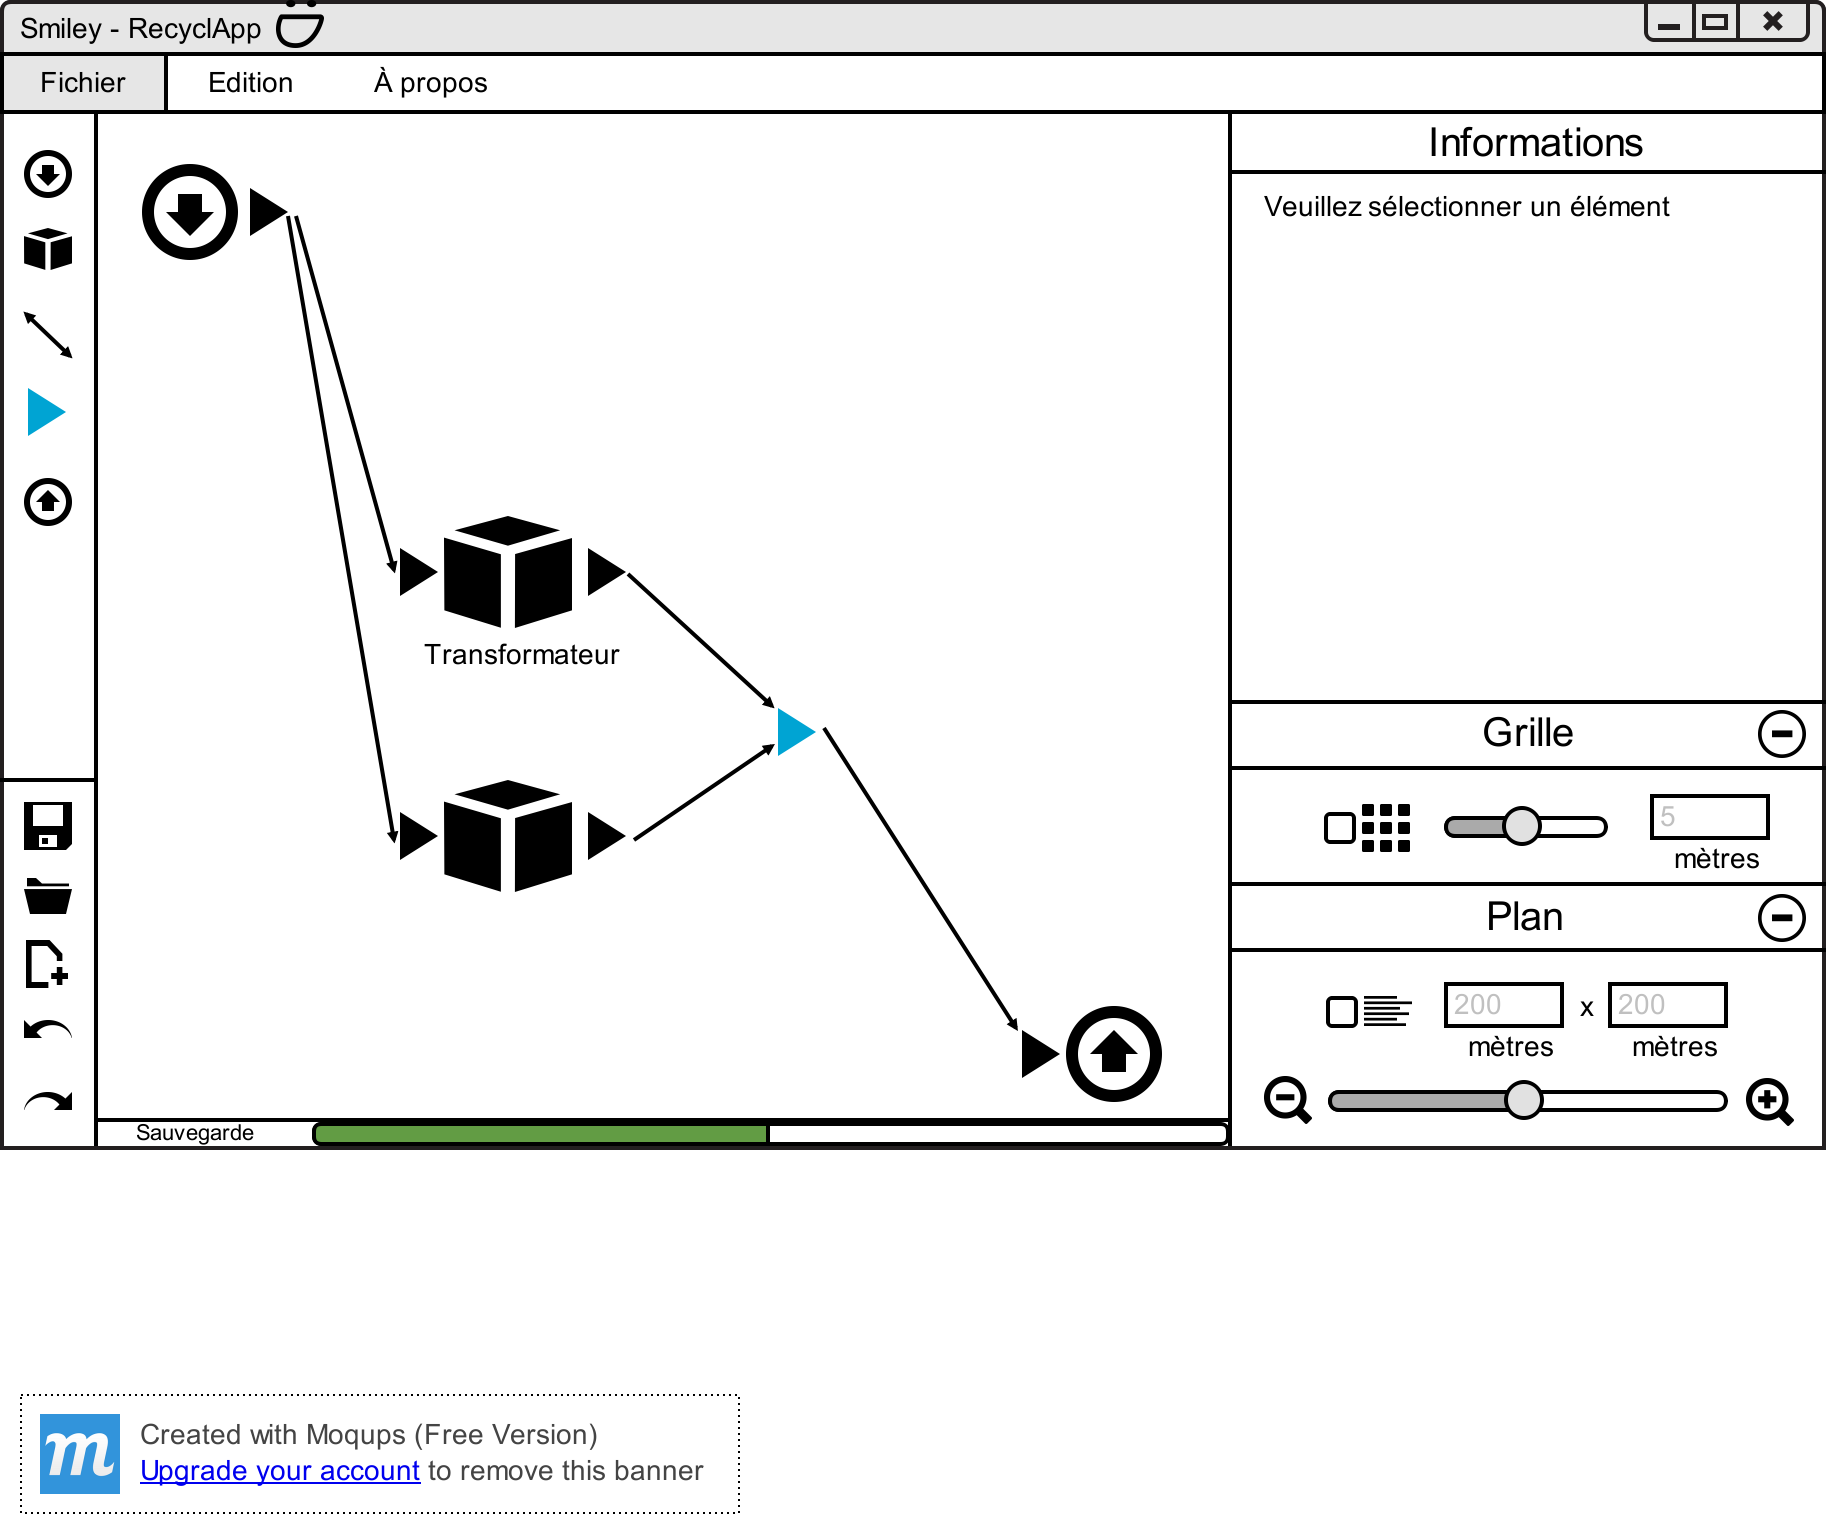 Smiley - RecyclApp
Fichier
Edition
À propos
Informations
Veuillez sélectionner un élément
Transformateur
Grille
5
mètres
Plan
200 x 200
mètres mètres
Sauvegarde
m
Created with Moqups (Free Version)
Upgrade your account to remove this banner